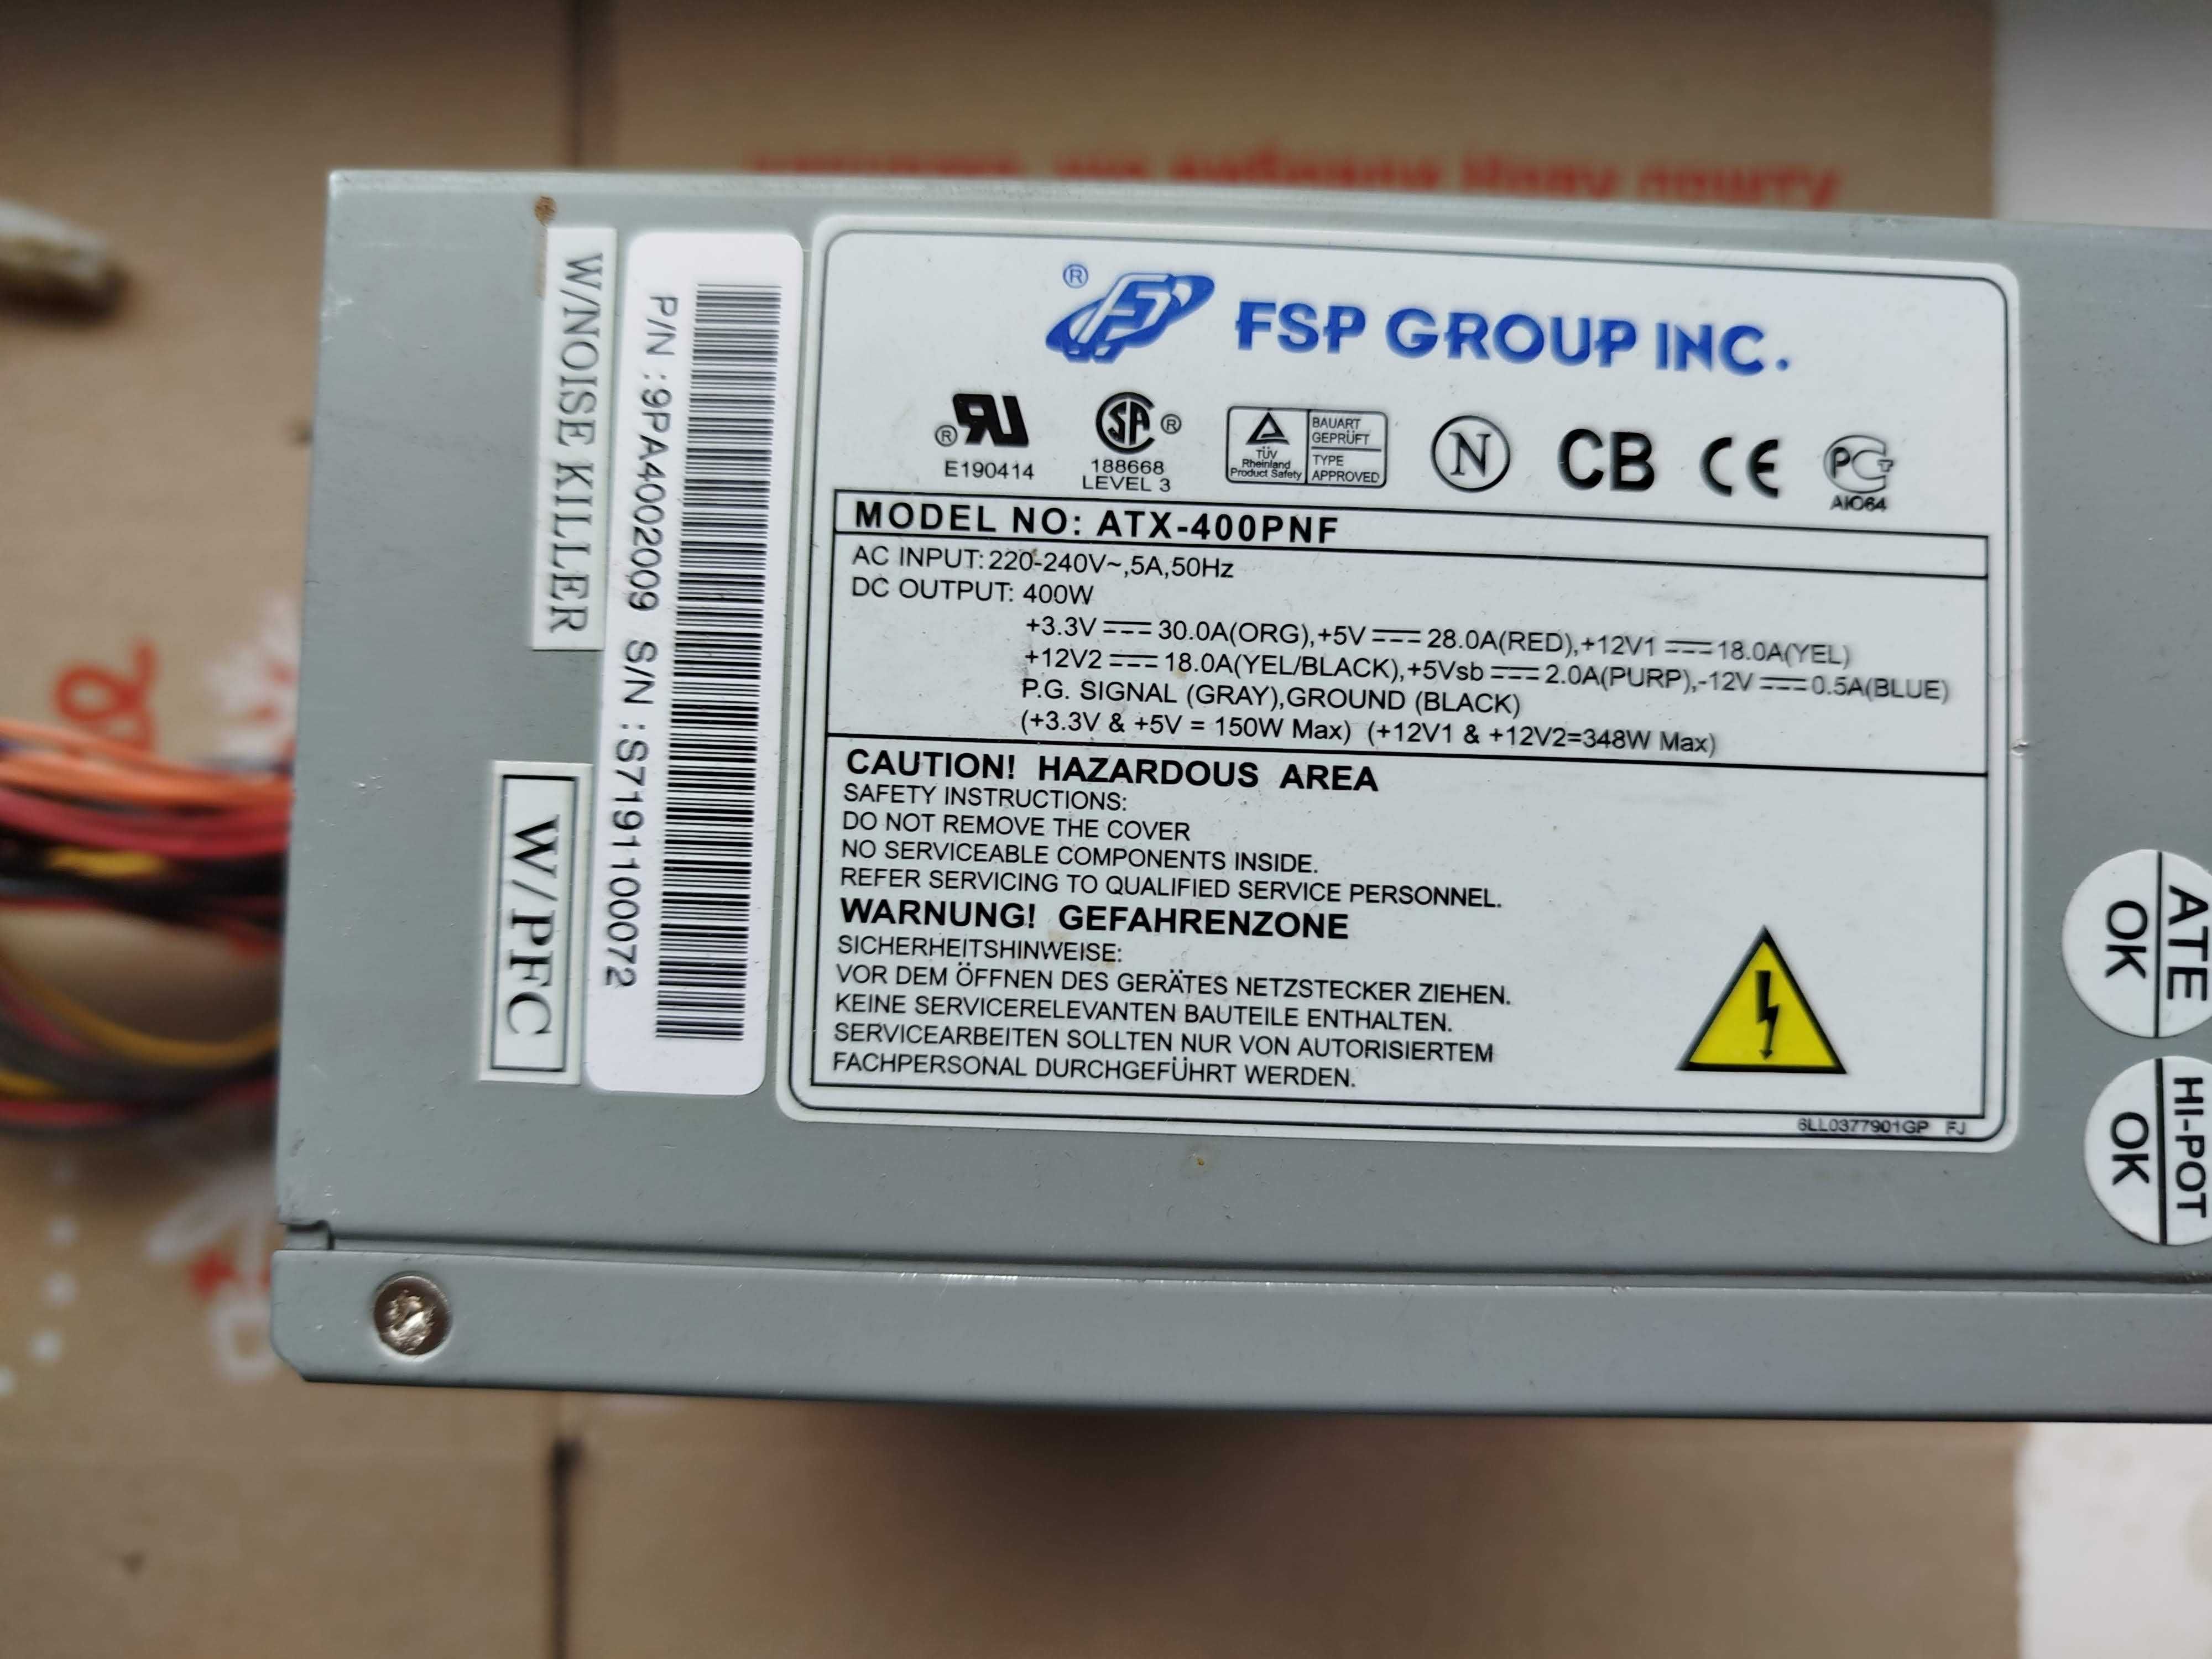 W/NOISE KILLER
W/PFC
P/N :9PA4002009 S/N :S7191100072
® FSP GROUP INC.
®
E190414
SA ®
188668
LEVEL 3
TÜV
Rheinland
Product Safety
BAUART
GEPRÜFT
TYPE
APPROVED
N
CB
CE
AIO64
MODEL NO: ATX-400PNF
AC INPUT: 220-240V~,5A,50Hz
DC OUTPUT: 400W
+3.3V ⎓ 30.0A(ORG),+5V ⎓ 28.0A(RED),+12V1 ⎓ 18.0A(YEL)
+12V2 ⎓ 18.0A(YEL/BLACK),+5Vsb ⎓ 2.0A(PURP),-12V ⎓ 0.5A(BLUE)
P.G. SIGNAL (GRAY),GROUND (BLACK)
(+3.3V & +5V = 150W Max) (+12V1 & +12V2=348W Max)
CAUTION! HAZARDOUS AREA
SAFETY INSTRUCTIONS:
DO NOT REMOVE THE COVER
NO SERVICEABLE COMPONENTS INSIDE.
REFER SERVICING TO QUALIFIED SERVICE PERSONNEL.
WARNUNG! GEFAHRENZONE
SICHERHEITSHINWEISE:
VOR DEM ÖFFNEN DES GERÄTES NETZSTECKER ZIEHEN.
KEINE SERVICERELEVANTEN BAUTEILE ENTHALTEN.
SERVICEARBEITEN SOLLTEN NUR VON AUTORISIERTEM
FACHPERSONAL DURCHGEFÜHRT WERDEN.
6LL0377901GP FJ
ATE
OK
HI-POT
OK